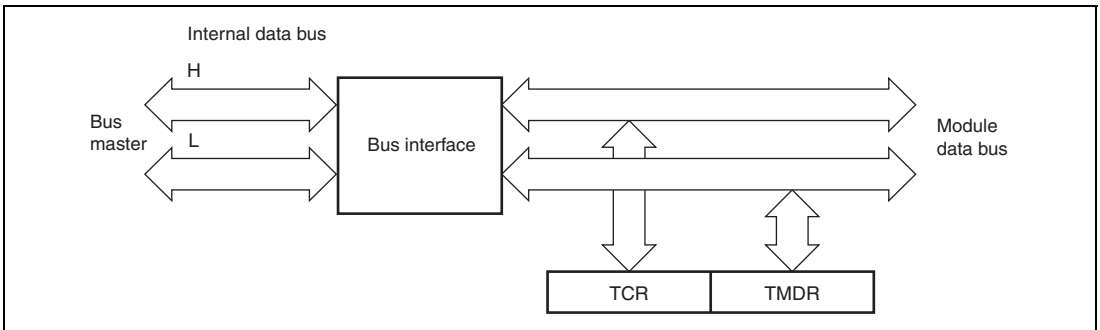 Internal data bus
H
Bus
master
L
Bus interface
Module
data bus
TCR
TMDR